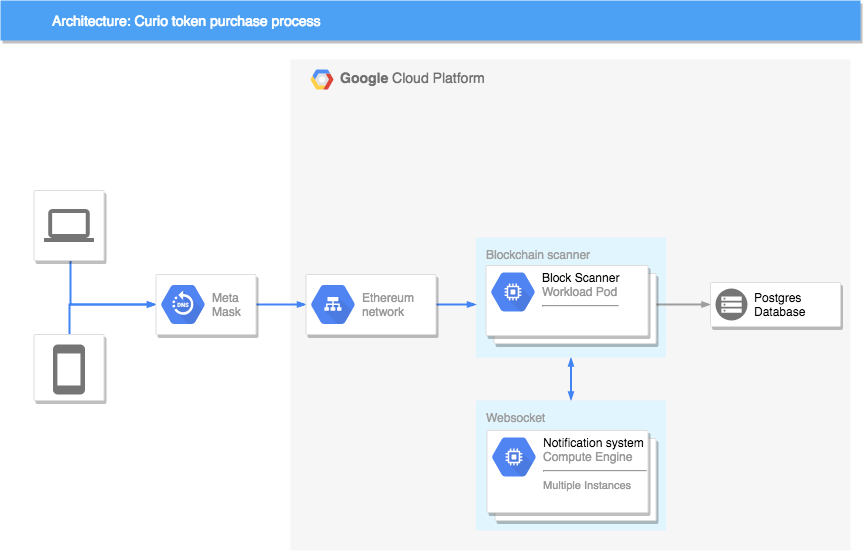 Architecture: Curio token purchase process
Google Cloud Platform
Blockchain scanner
Block Scanner
Workload Pod
DNS
Meta
Mask
Ethereum
network
Postgres
Database
Websocket
Notification system
Compute Engine
Multiple Instances